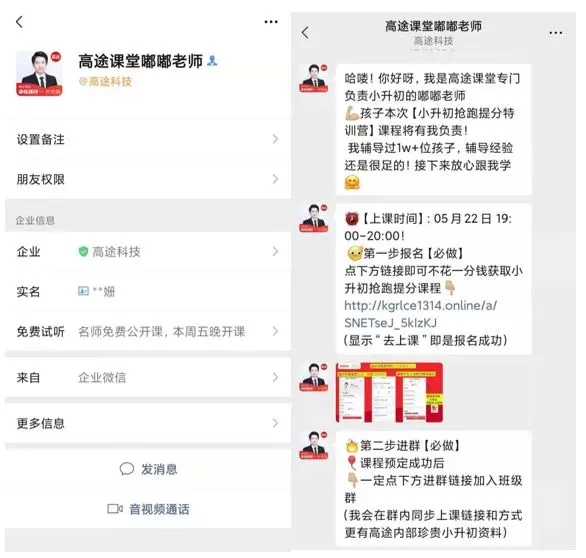 高途课堂嘟嘟老师
@高途科技
设置备注
朋友权限
企业信息
企业 高途科技
实名 **姗
免费试听 名师免费公开课，本周五晚开课
来自 企业微信
更多信息
发消息
音视频通话
高途课堂嘟嘟老师
高途科技
哈喽！你好呀，我是高途课堂专门
负责小升初的嘟嘟老师
💪🏻孩子本次【小升初抢跑提分特
训营】课程将有我负责！
我辅导过1w+位孩子，辅导经验
还是很足的！接下来放心跟我学
🤗
⏰【上课时间】：05月22日 19:
00-20:00！
第一步报名【必做】
点下方链接即可不花一分钱获取小
升初抢跑提分课程👇🏻
http://kgrlce1314.online/a/
SNETseJ_5kIzKJ
（显示“去上课”即是报名成功）
🔥第二步进群【必做】
🎈课程预定成功后
👇🏻一定点下方进群链接加入班级
群
（我会在群内同步上课链接和方式
更有高途内部珍贵小升初资料）